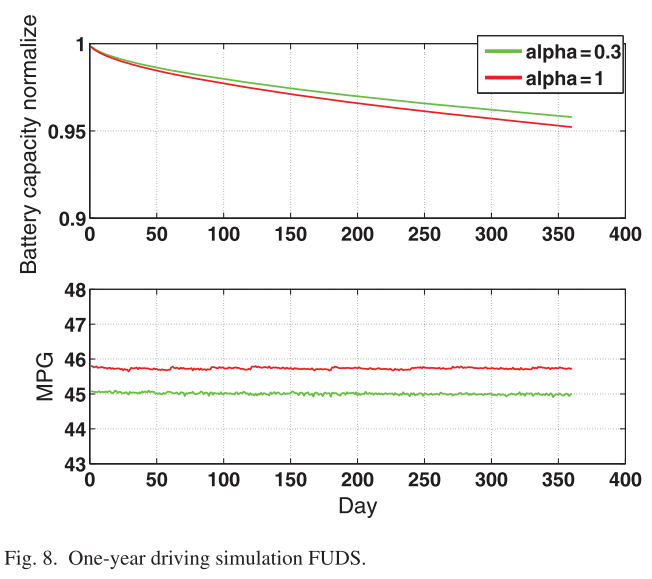 Battery capacity normalize
1
0.95
0.9
0 50 100 150 200 250 300 350 400
alpha=0.3
alpha=1
MPG
48
47
46
45
44
43
0 50 100 150 200 250 300 350 400
Day
Fig. 8. One-year driving simulation FUDS.